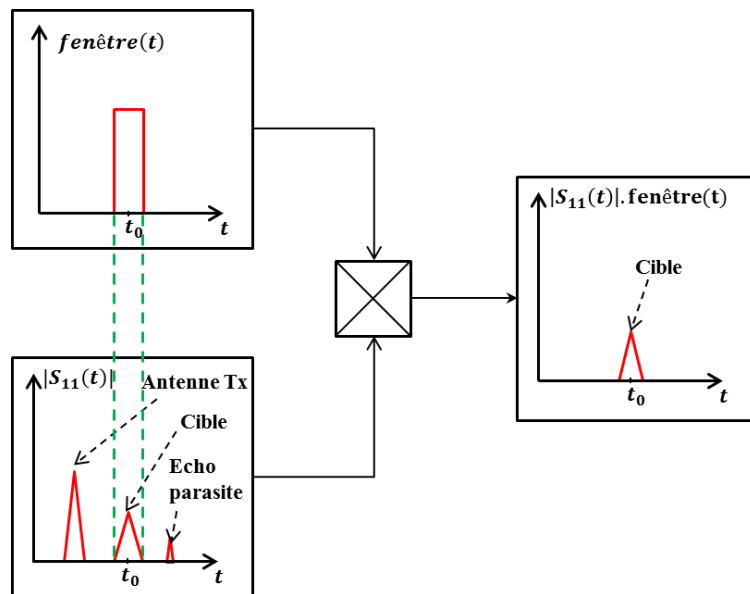 fenêtre(t)
t₀
t
|S₁₁(t)|
Antenne Tx
Cible
Echo
parasite
t₀
t
|S₁₁(t)|.fenêtre(t)
Cible
t₀
t